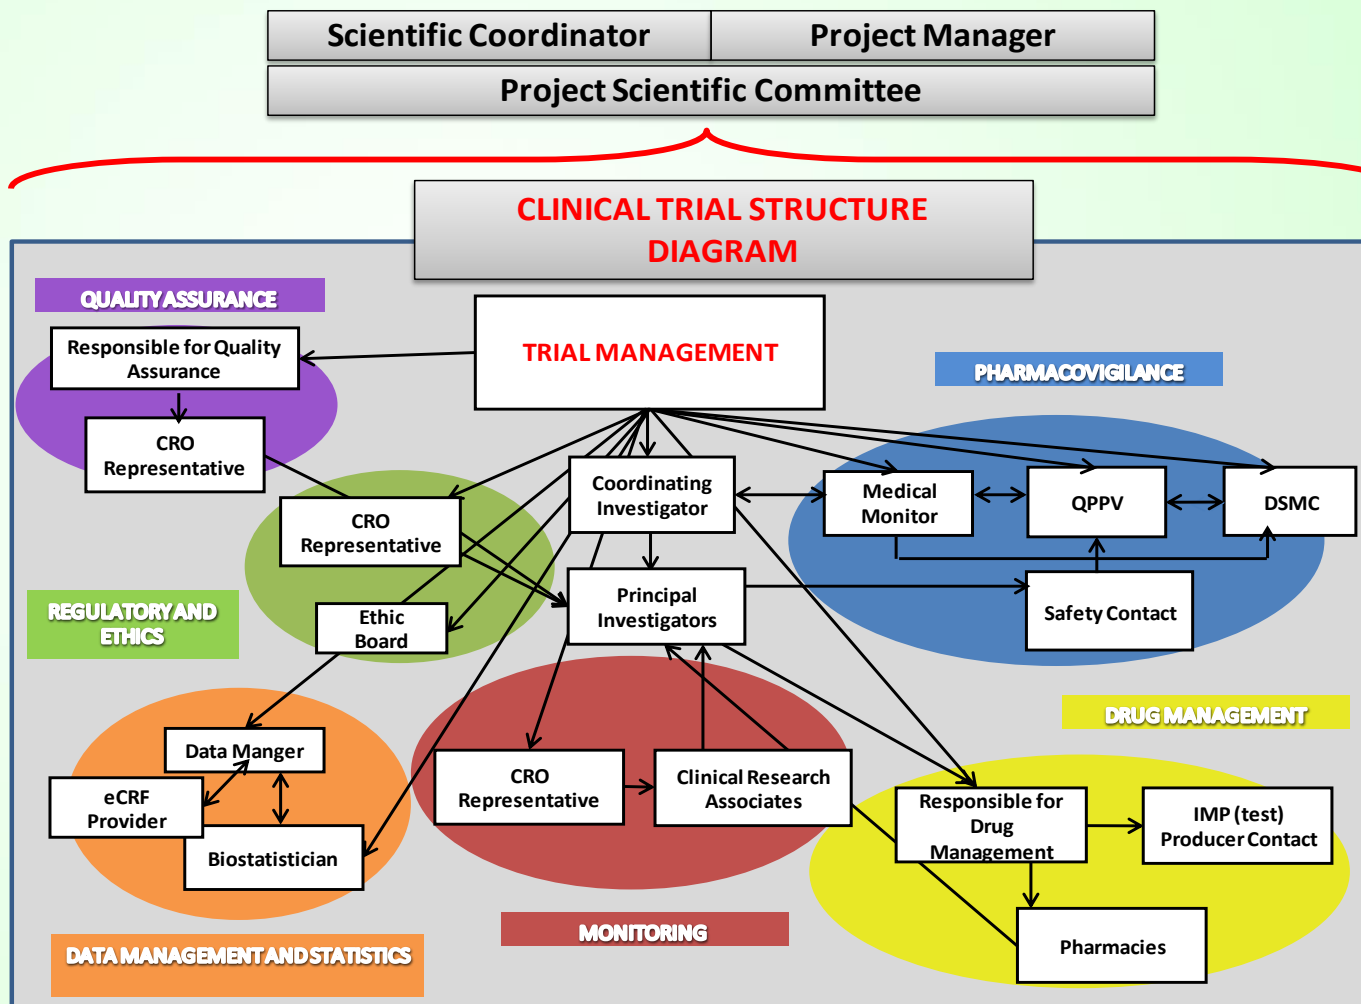 Scientific Coordinator
Project Manager
Project Scientific Committee
CLINICAL TRIAL STRUCTURE
DIAGRAM
QUALITY ASSURANCE
Responsible for Quality
Assurance
CRO
Representative
TRIAL MANAGEMENT
PHARMACOVIGILANCE
Coordinating
Investigator
Medical
Monitor
QPPV
DSMC
CRO
Representative
Principal
Investigators
Safety Contact
REGULATORY AND
ETHICS
Ethic
Board
DRUG MANAGEMENT
Data Manger
eCRF
Provider
Biostatistician
CRO
Representative
Clinical Research
Associates
Responsible for
Drug
Management
IMP (test)
Producer Contact
Pharmacies
MONITORING
DATA MANAGEMENT AND STATISTICS